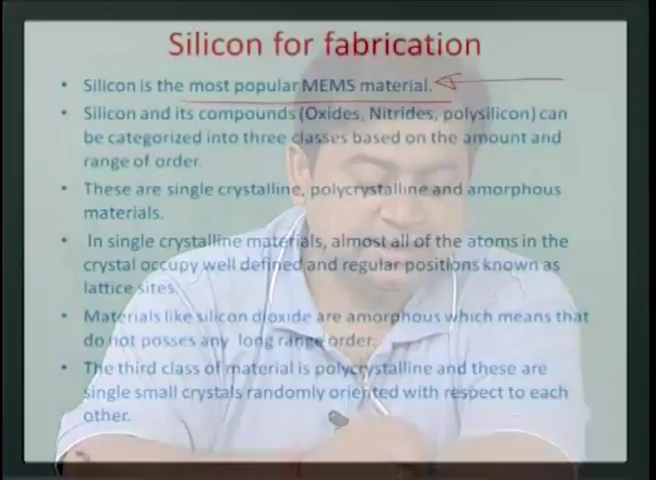 Silicon for fabrication
• Silicon is the most popular MEMS material.
• Silicon and its compounds (Oxides, Nitrides, polysilicon) can
be categorized into three classes based on the amount and
range of order.
• These are single crystalline, polycrystalline and amorphous
materials.
• In single crystalline materials, almost all of the atoms in the
crystal occupy well defined and regular positions known as
lattice sites.
• Materials like silicon dioxide are amorphous which means that
do not posses any long range order.
• The third class of material is polycrystalline and these are
single small crystals randomly oriented with respect to each
other.